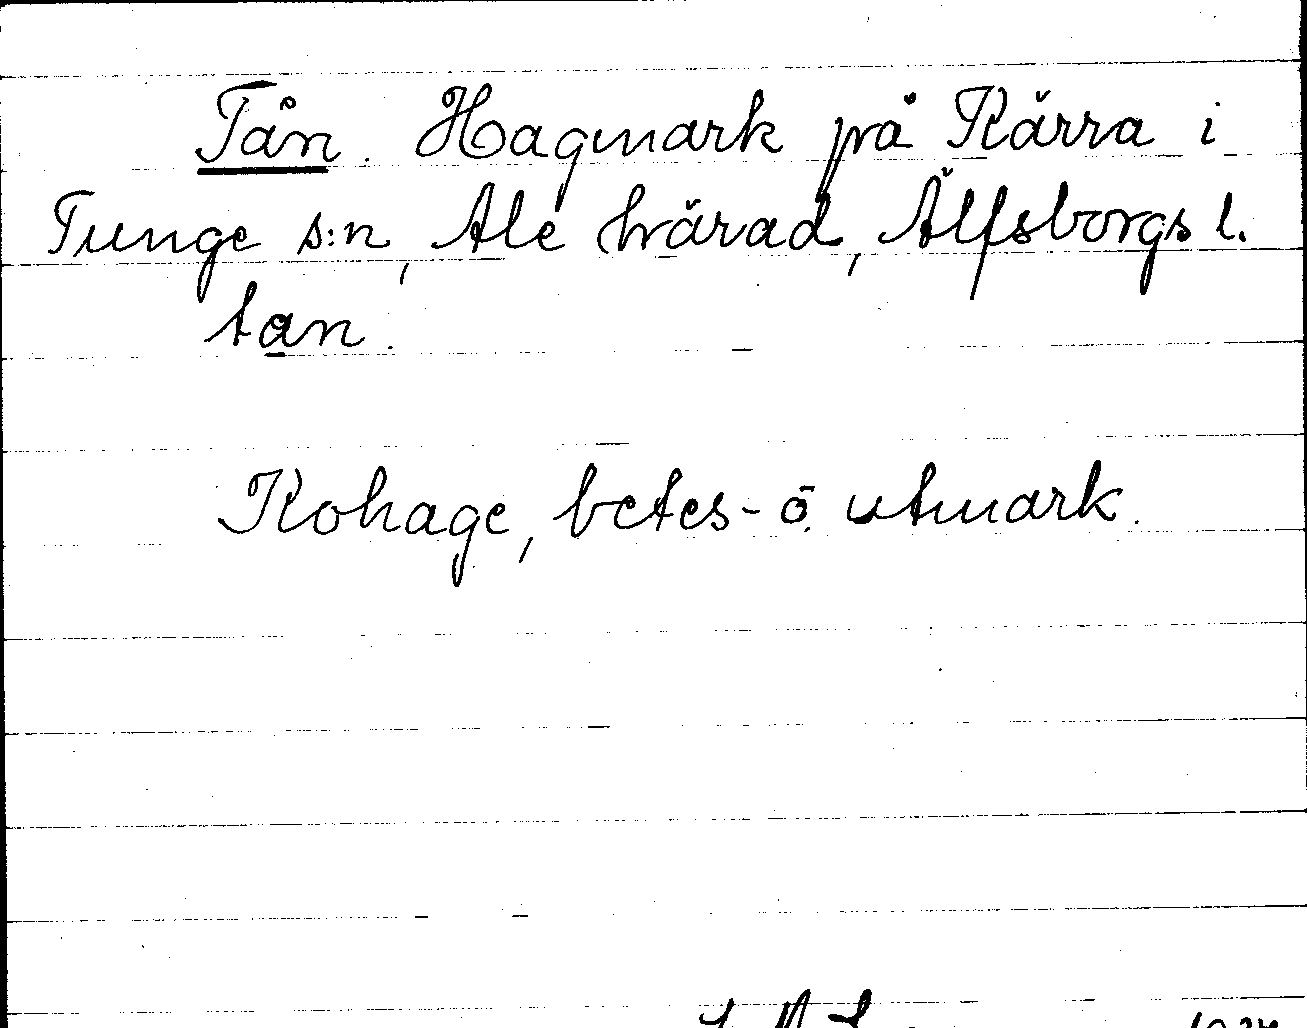 Tån. Hagmark på Kärra i
Tunge s:n, Ale härad, Älfsborgs l.
tan.
Kohage, betes- o. utmark.